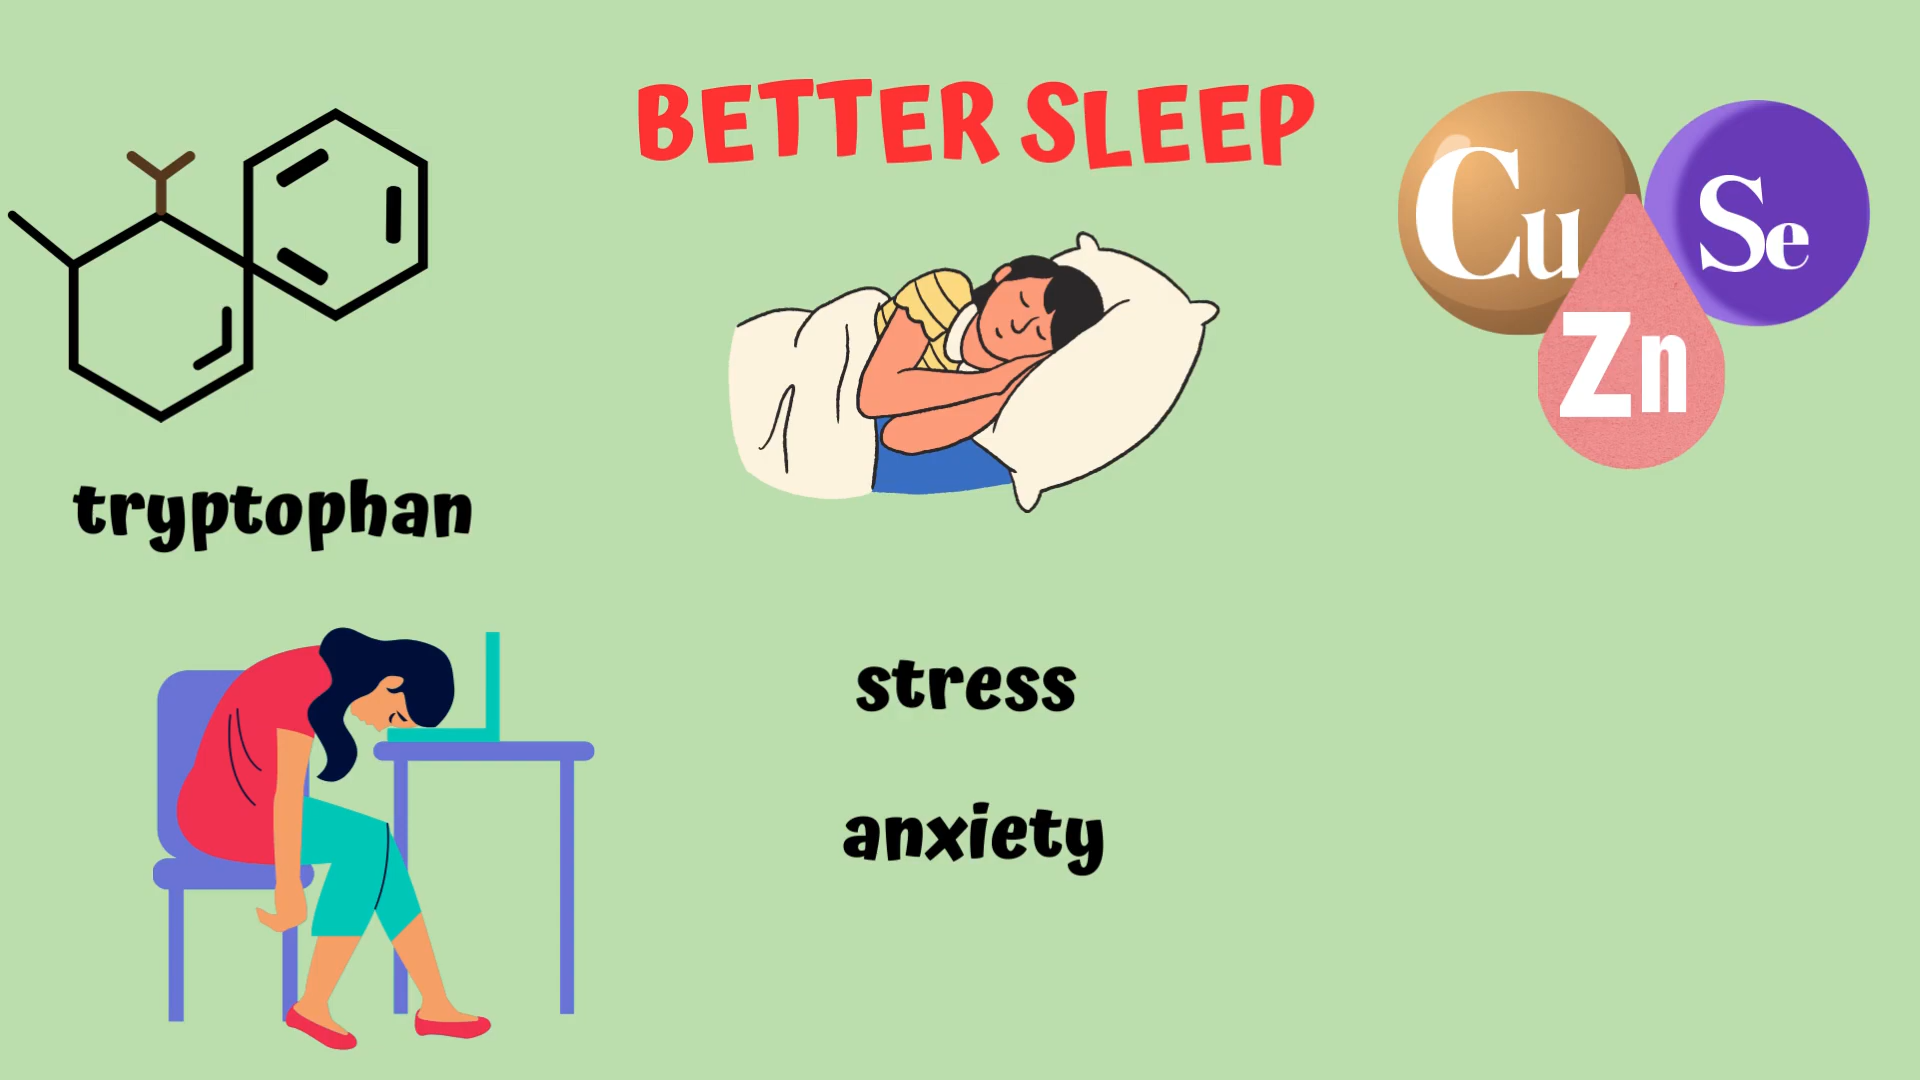 BETTER SLEEP
Cu
Se
Zn
tryptophan
stress
anxiety